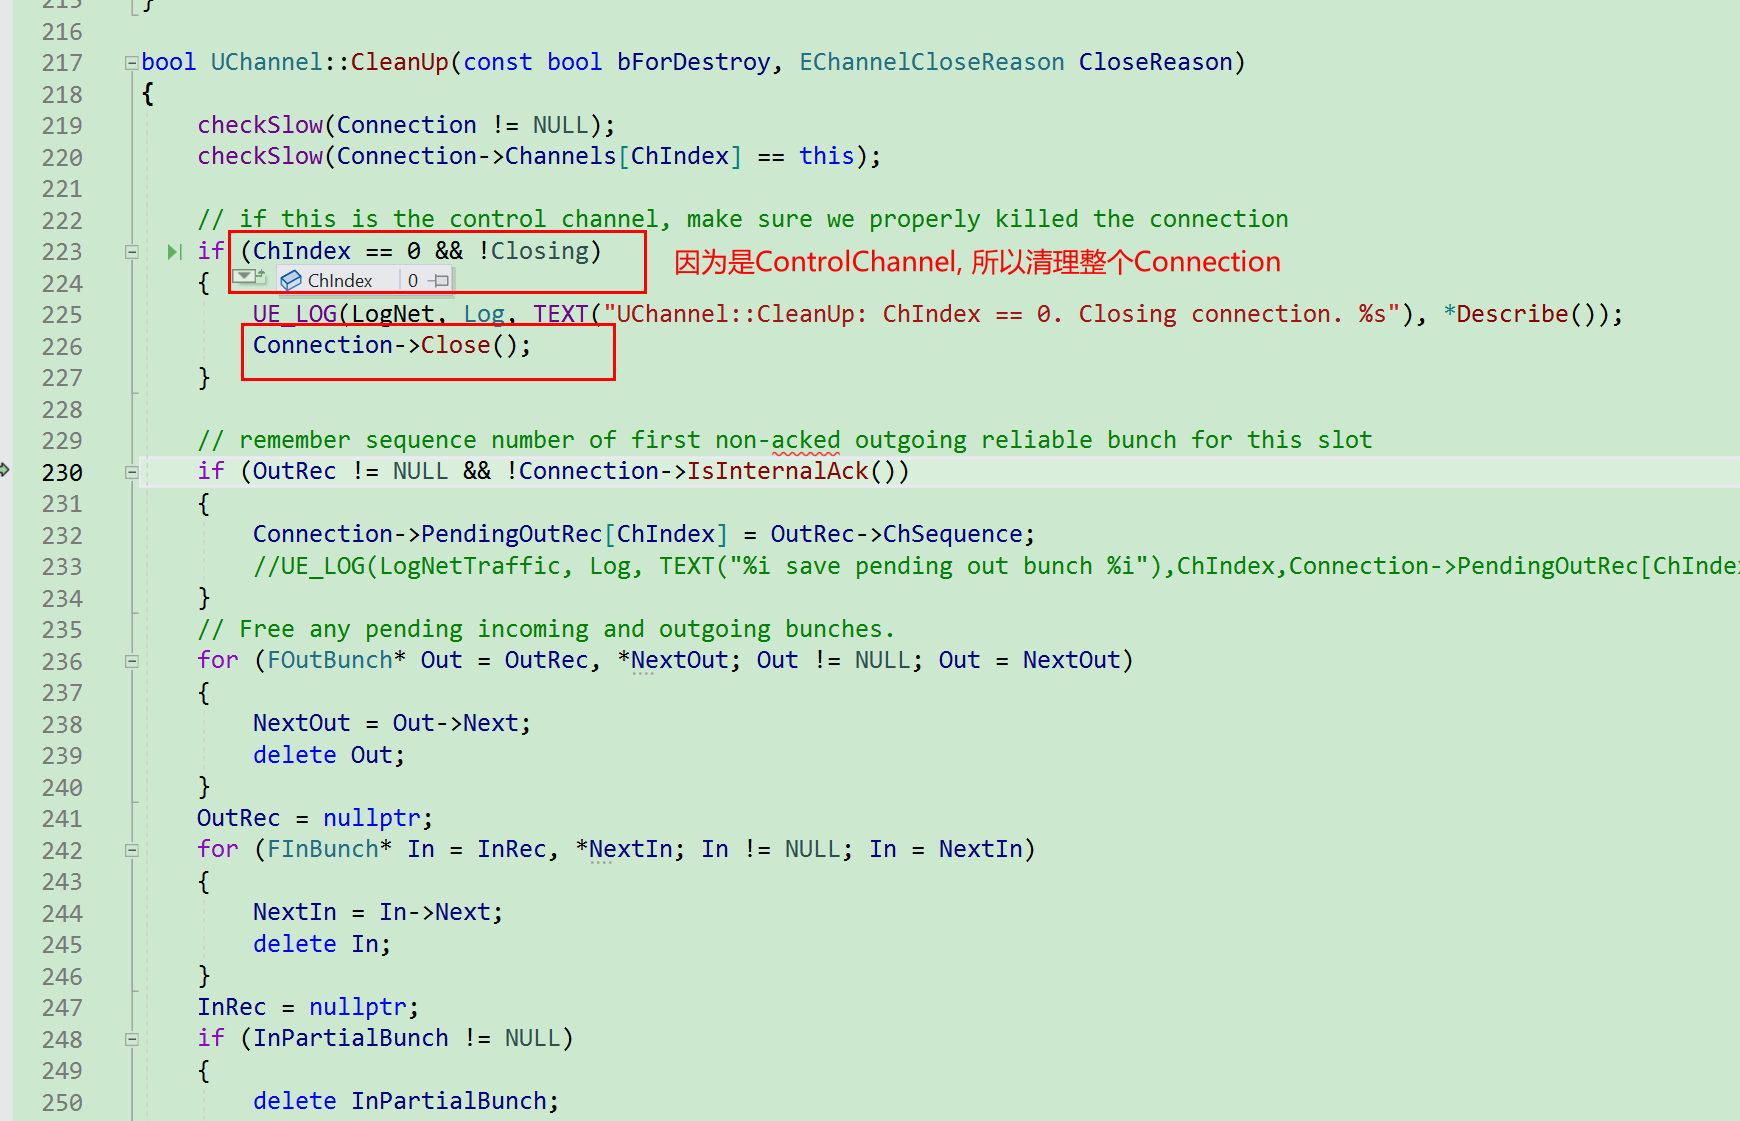 215 }
216
217 bool UChannel::CleanUp(const bool bForDestroy, EChannelCloseReason CloseReason)
218 {
219 checkSlow(Connection != NULL);
220 checkSlow(Connection->Channels[ChIndex] == this);
221
222 // if this is the control channel, make sure we properly killed the connection
223 if (ChIndex == 0 && !Closing)
因为是ControlChannel, 所以清理整个Connection
224 {
ChIndex 0
225 UE_LOG(LogNet, Log, TEXT("UChannel::CleanUp: ChIndex == 0. Closing connection. %s"), *Describe());
226 Connection->Close();
227 }
228
229 // remember sequence number of first non-acked outgoing reliable bunch for this slot
230 if (OutRec != NULL && !Connection->IsInternalAck())
231 {
232 Connection->PendingOutRec[ChIndex] = OutRec->ChSequence;
233 //UE_LOG(LogNetTraffic, Log, TEXT("%i save pending out bunch %i"),ChIndex,Connection->PendingOutRec[ChInde
234 }
235 // Free any pending incoming and outgoing bunches.
236 for (FOutBunch* Out = OutRec, *NextOut; Out != NULL; Out = NextOut)
237 {
238 NextOut = Out->Next;
239 delete Out;
240 }
241 OutRec = nullptr;
242 for (FInBunch* In = InRec, *NextIn; In != NULL; In = NextIn)
243 {
244 NextIn = In->Next;
245 delete In;
246 }
247 InRec = nullptr;
248 if (InPartialBunch != NULL)
249 {
250 delete InPartialBunch;